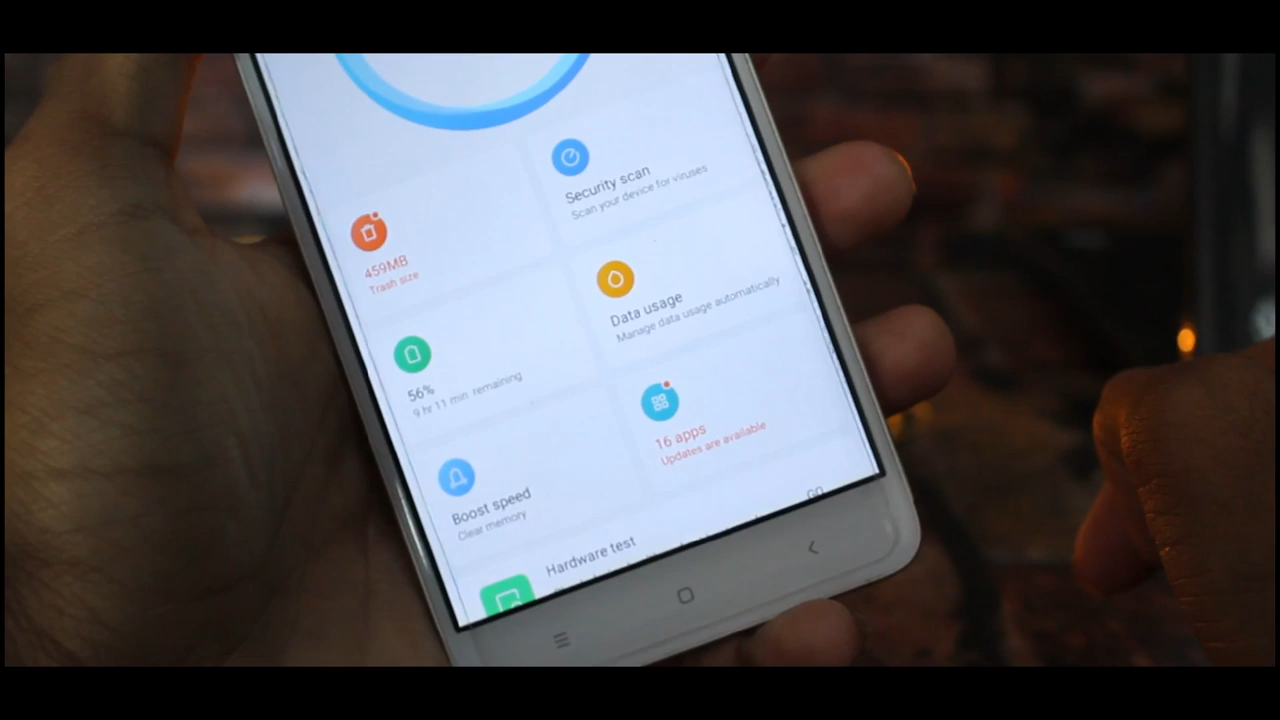 459MB
Trash size
Security scan
Scan your device for viruses
56%
9 hr 11 min remaining
Data usage
Manage data usage automatically
Boost speed
Clear memory
16 apps
Updates are available
Hardware test
GO